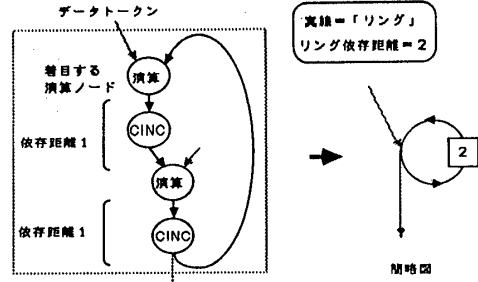 データトークン
着目する
演算ノード
演算
依存距離1
CINC
演算
依存距離1
CINC
実線=「リング」
リング依存距離=2
2
簡略図